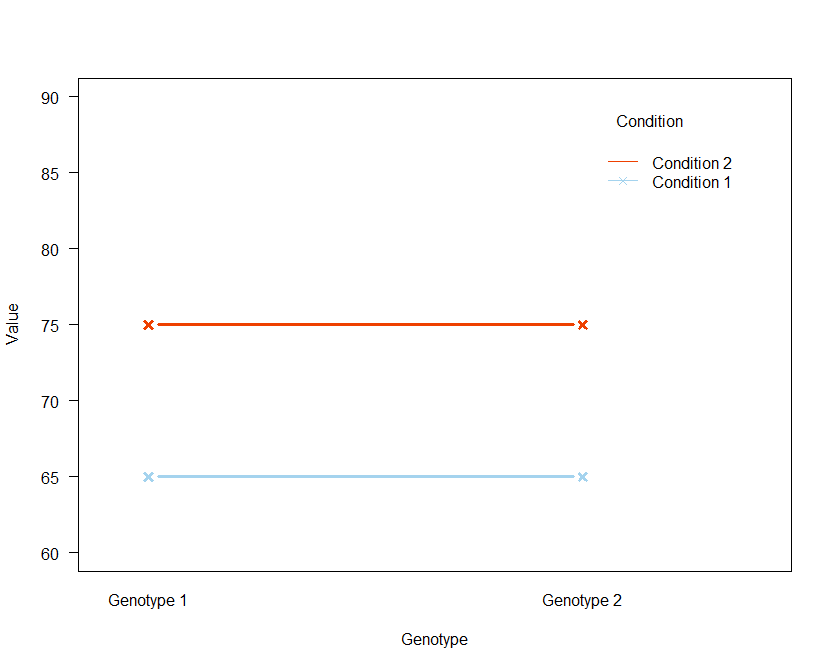 90
Condition
Condition 2
85
Condition 1
80
Value
75
70
65
60
Genotype 1
Genotype 2
Genotype